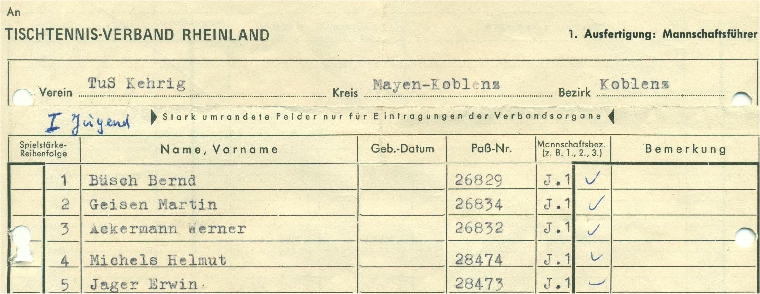 An
TISCHTENNIS-VERBAND RHEINLAND 1. Ausfertigung: Mannschaftsführer
Verein TuS Kehrig Kreis Mayen-Koblenz Bezirk Koblenz
I Jugend Stark umrandete Felder nur für Eintragungen der Verbandsorgane
Spielstärke-Reihenfolge Name, Vorname Geb.-Datum Paß-Nr. Mannschaftsbez. (z. B. 1., 2., 3.) Bemerkung
1 Büsch Bernd 26829 J.1 ✓
2 Geisen Martin 26834 J.1 ✓
3 Ackermann Werner 26832 J.1 ✓
4 Michels Helmut 28474 J.1 ✓
5 Jager Erwin 28473 J.1 ✓